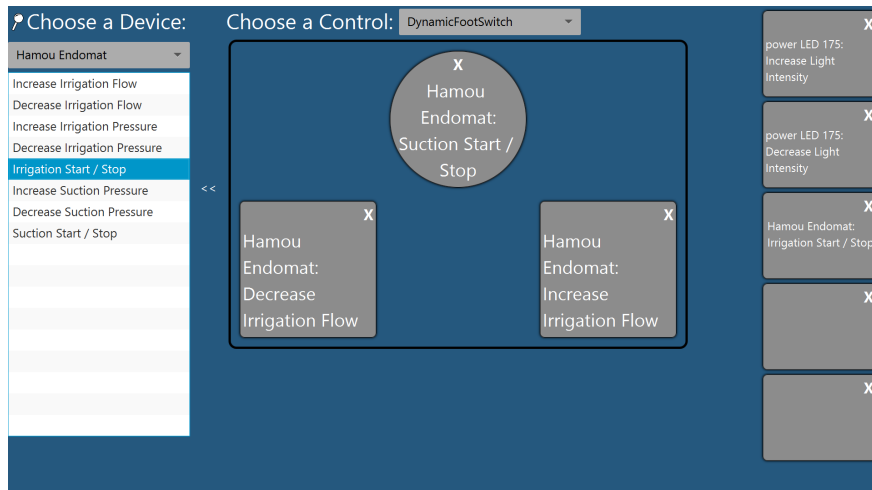 Choose a Device:
Hamou Endomat
Increase Irrigation Flow
Decrease Irrigation Flow
Increase Irrigation Pressure
Decrease Irrigation Pressure
Irrigation Start / Stop
Increase Suction Pressure
Decrease Suction Pressure
Suction Start / Stop
<<
Choose a Control:
DynamicFootSwitch
X
Hamou
Endomat:
Suction Start /
Stop
X
Hamou
Endomat:
Decrease
Irrigation Flow
X
Hamou
Endomat:
Increase
Irrigation Flow
X
power LED 175:
Increase Light
Intensity
X
power LED 175:
Decrease Light
Intensity
X
Hamou Endomat:
Irrigation Start / Stop
X
X